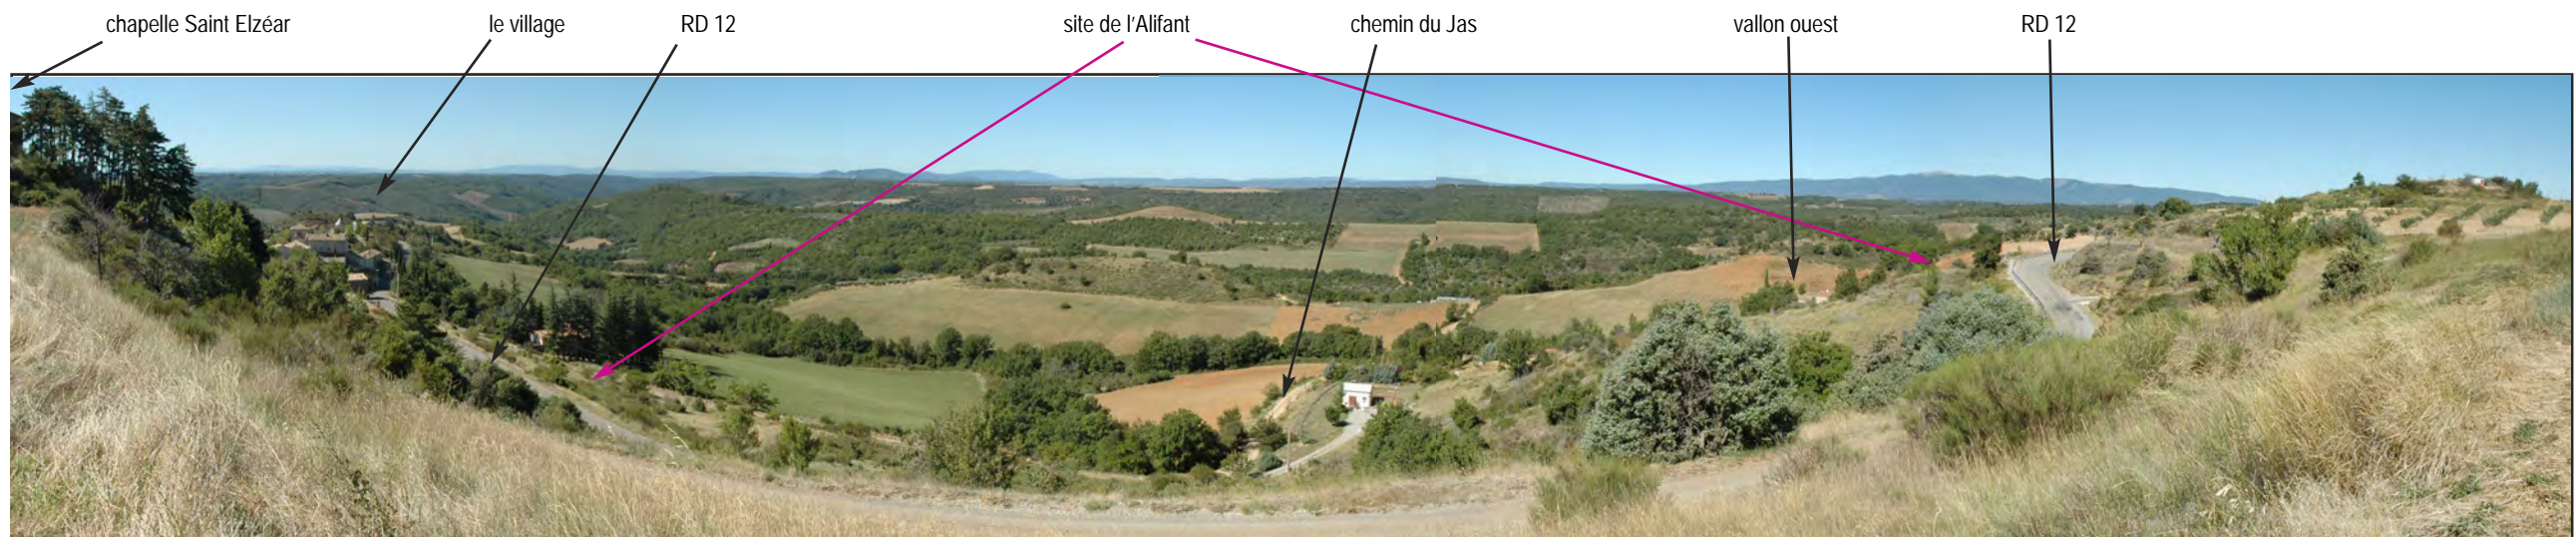 chapelle Saint Elzéar le village RD 12 site de l'Alifant chemin du Jas vallon ouest RD 12